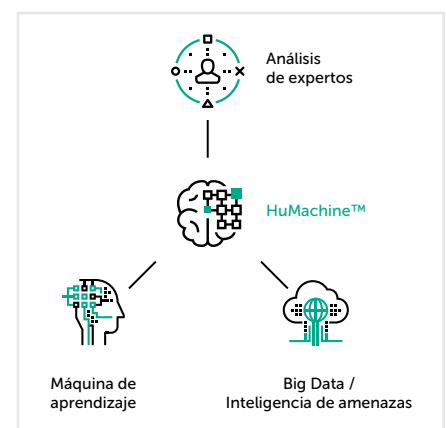 Análisis
de expertos
HuMachine™
Máquina de
aprendizaje
Big Data /
Inteligencia de amenazas